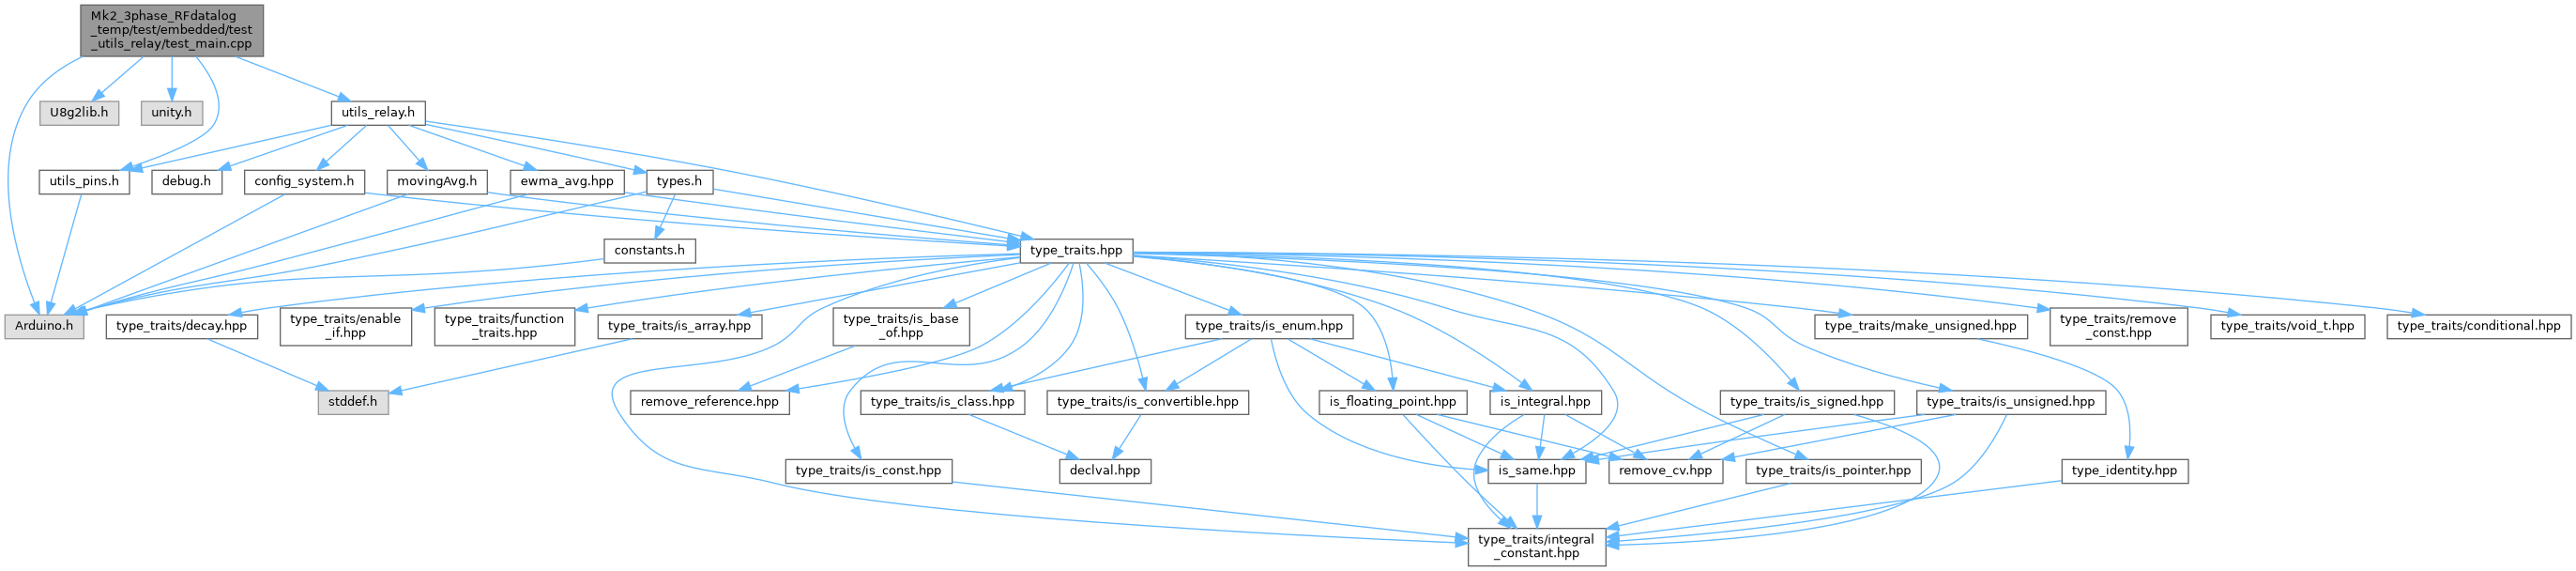 Mk2_3phase_RFdatalog
_temp/test/embedded/test
_utils_relay/test_main.cpp
U8g2lib.h
unity.h
utils_relay.h
utils_pins.h
debug.h
config_system.h
movingAvg.h
ewma_avg.hpp
types.h
constants.h
type_traits.hpp
Arduino.h
type_traits/decay.hpp
type_traits/enable
_if.hpp
type_traits/function
_traits.hpp
type_traits/is_array.hpp
type_traits/is_base
_of.hpp
type_traits/is_enum.hpp
type_traits/make_unsigned.hpp
type_traits/remove
_const.hpp
type_traits/void_t.hpp
type_traits/conditional.hpp
stddef.h
remove_reference.hpp
type_traits/is_class.hpp
type_traits/is_convertible.hpp
is_floating_point.hpp
is_integral.hpp
type_traits/is_signed.hpp
type_traits/is_unsigned.hpp
type_traits/is_const.hpp
declval.hpp
is_same.hpp
remove_cv.hpp
type_traits/is_pointer.hpp
type_identity.hpp
type_traits/integral
_constant.hpp